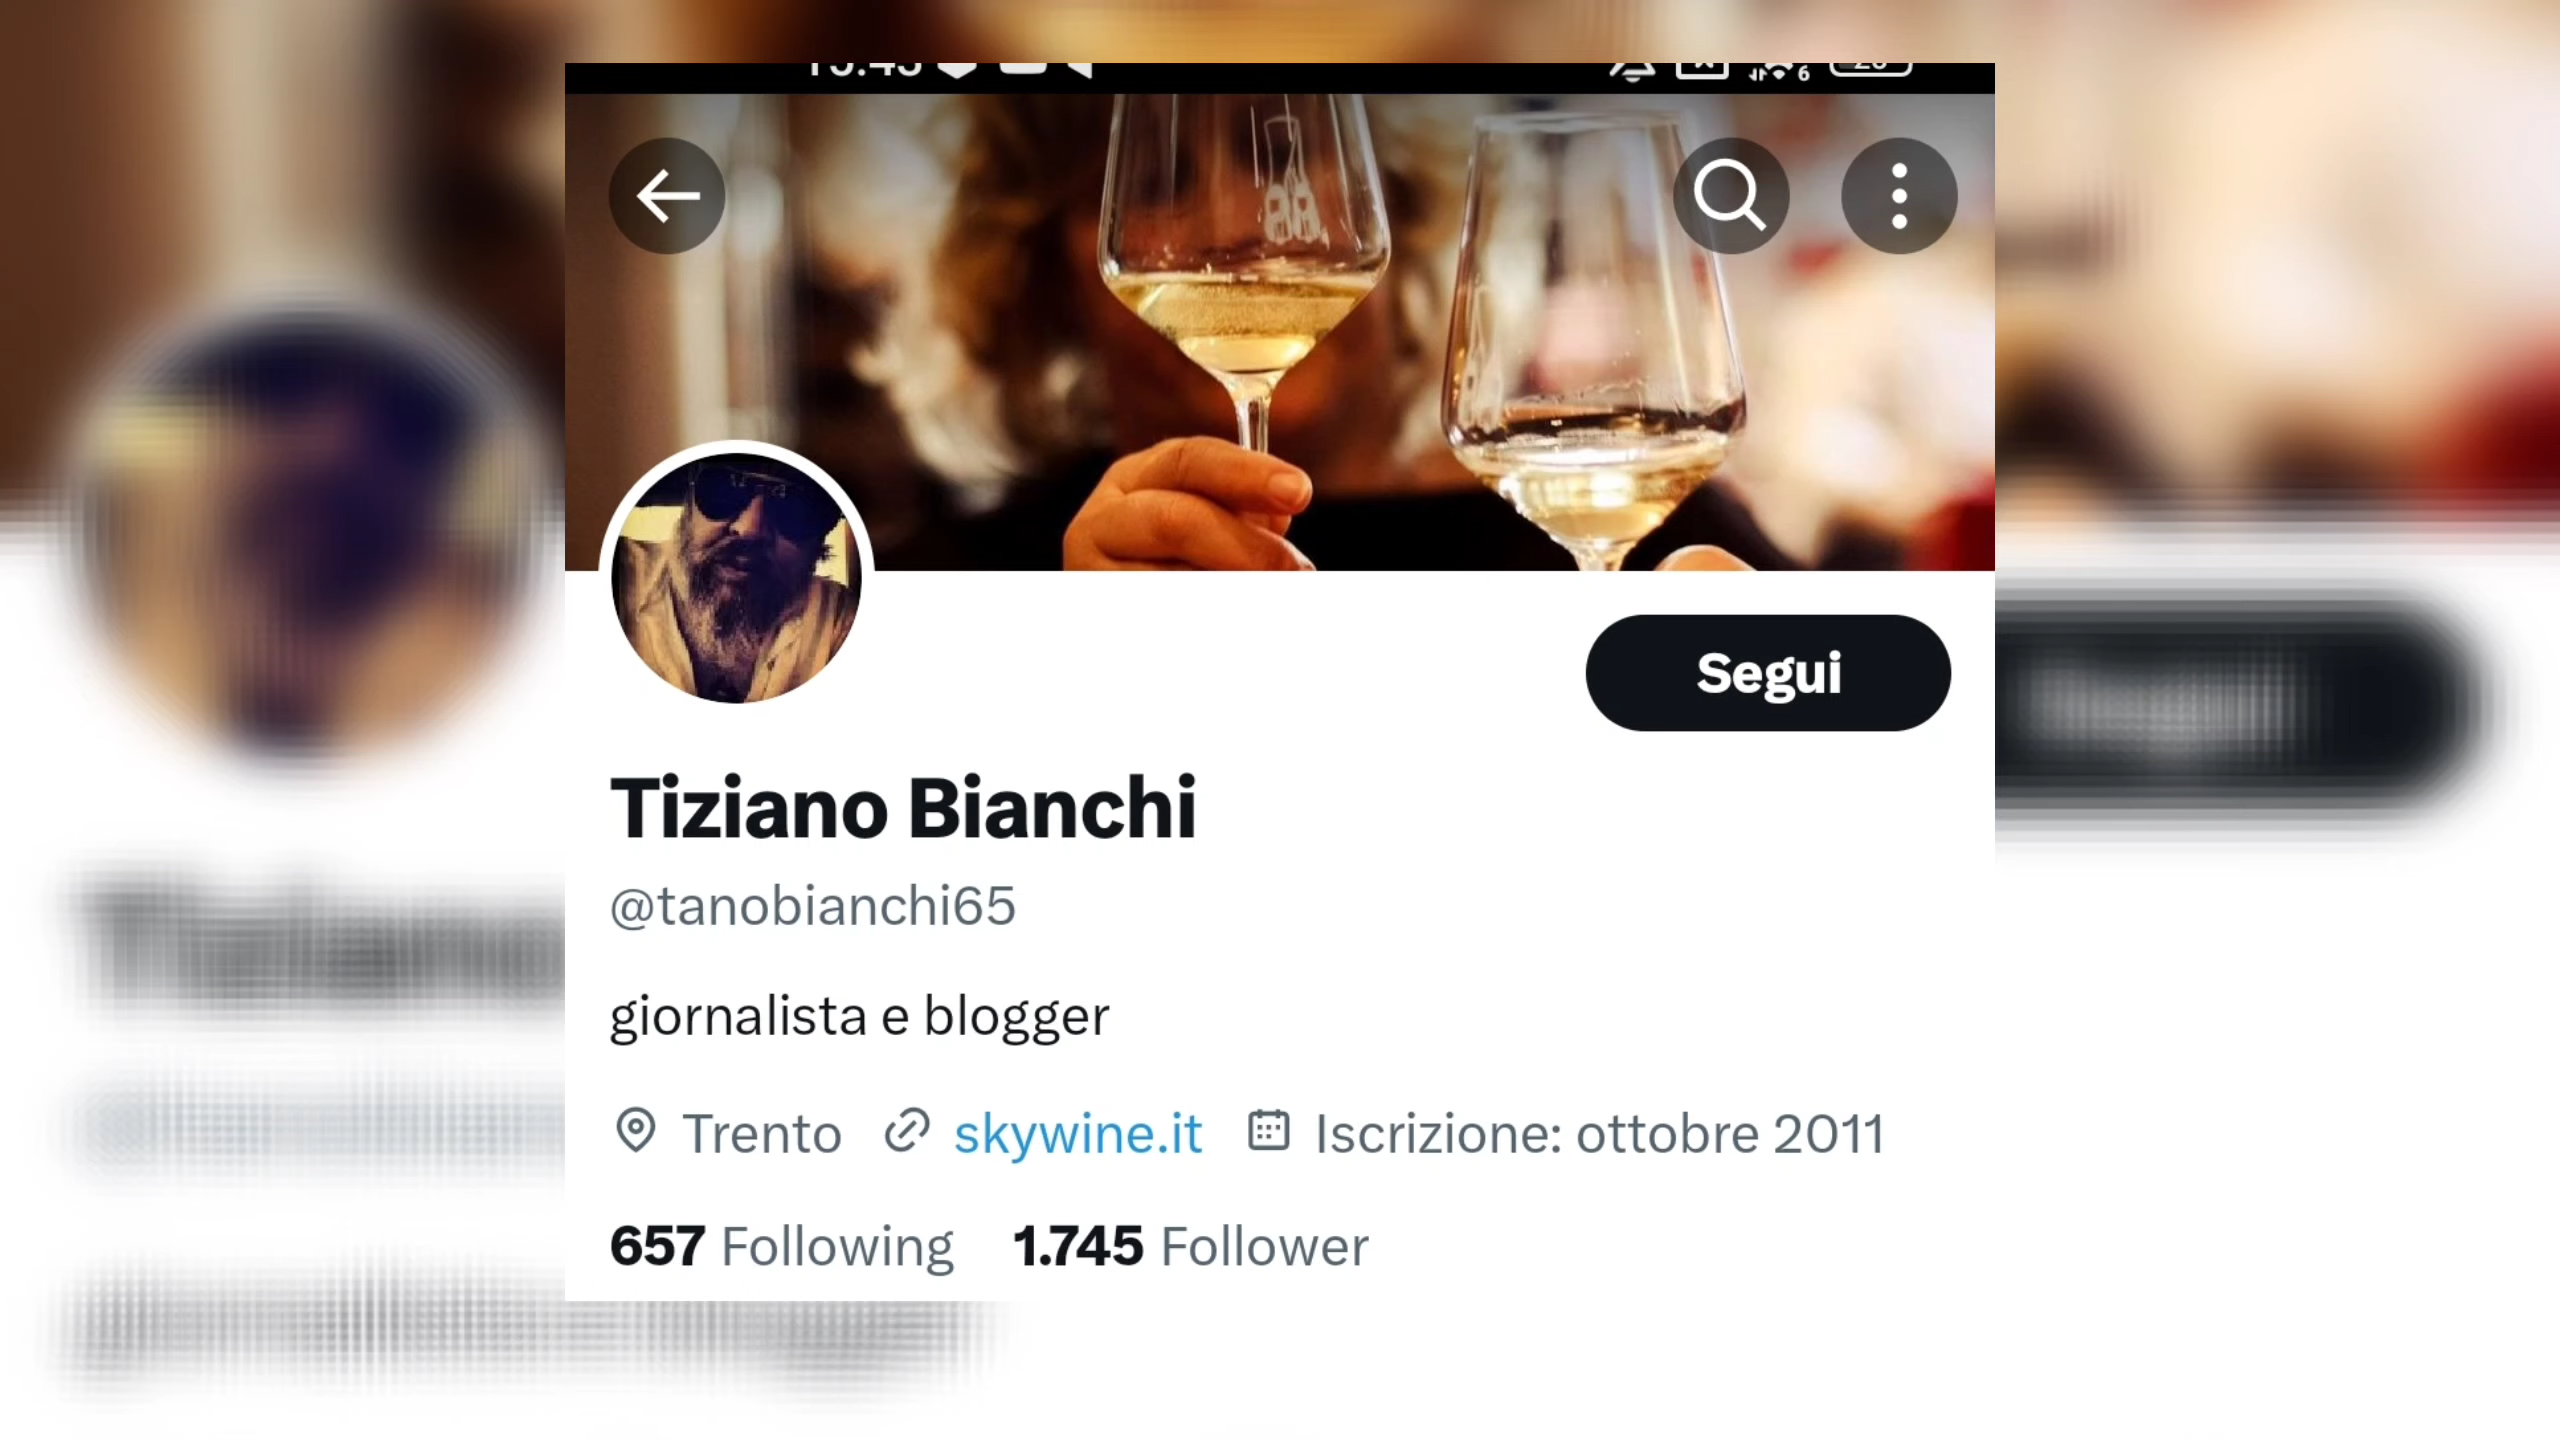 Segui
Tiziano Bianchi
@tanobianchi65
giornalista e blogger
Trento skywine.it Iscrizione: ottobre 2011
657 Following 1.745 Follower